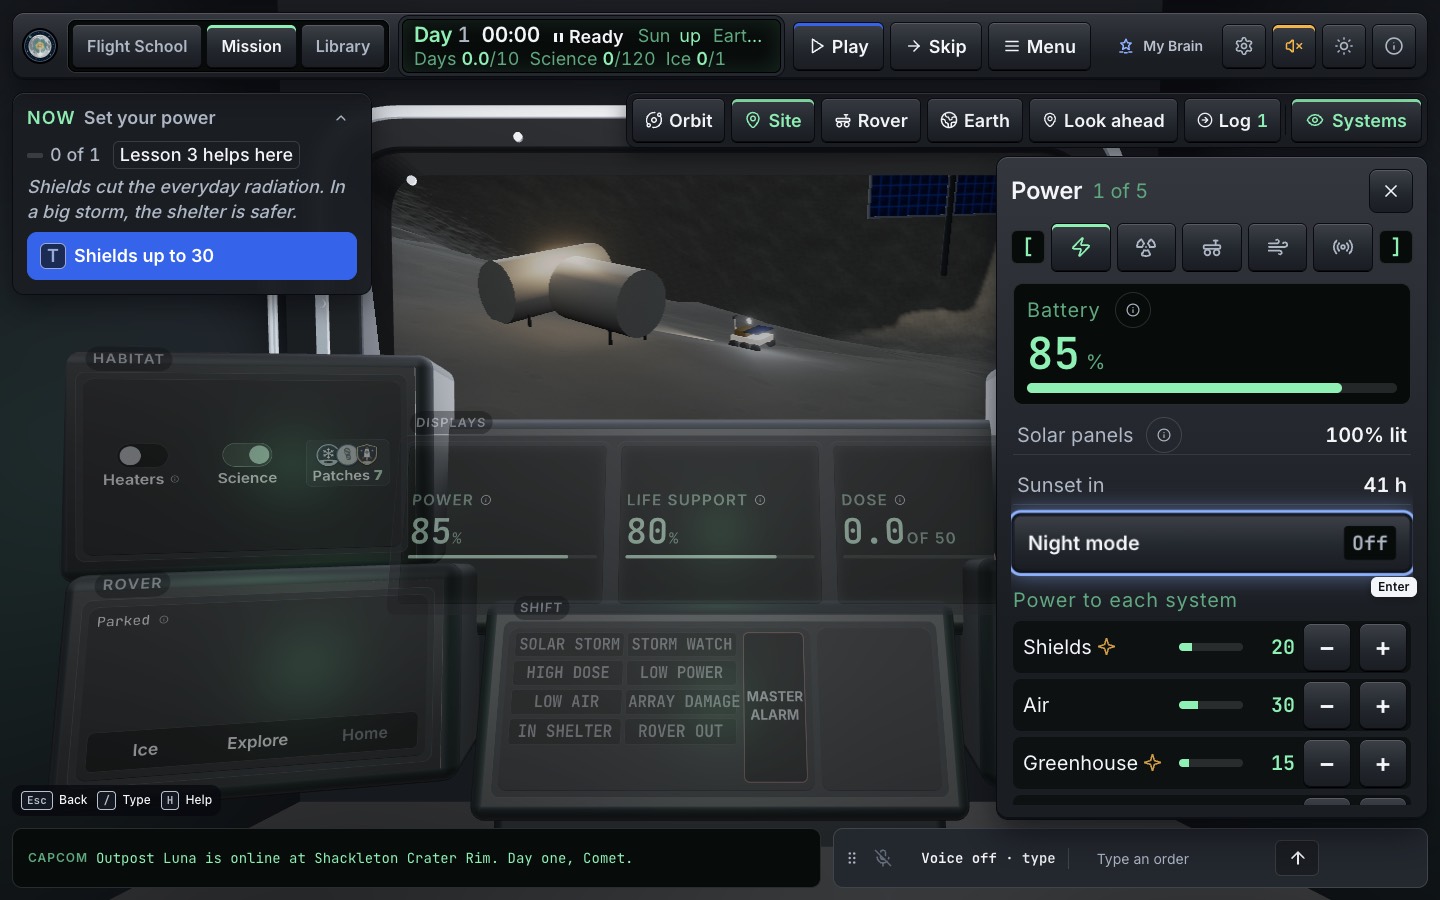 Flight School Mission Library
Day 1 00:00 Ready Sun up Eart...
Days 0.0/10 Science 0/120 Ice 0/1
Play Skip Menu My Brain
NOW Set your power
0 of 1 Lesson 3 helps here
Shields cut the everyday radiation. In
a big storm, the shelter is safer.
T Shields up to 30
Orbit Site Rover Earth Look ahead Log 1 Systems
Power 1 of 5
[ ]
Battery
85 %
Solar panels 100% lit
Sunset in 41 h
Night mode Off
Enter
Power to each system
Shields 20 − +
Air 30 − +
Greenhouse 15 − +
HABITAT
Heaters Science Patches 7
DISPLAYS
POWER LIFE SUPPORT DOSE
85% 80% 0.0 OF 50
ROVER
Parked
Ice Explore Home
SHIFT
SOLAR STORM STORM WATCH
HIGH DOSE LOW POWER
LOW AIR ARRAY DAMAGE
IN SHELTER ROVER OUT
MASTER
ALARM
Esc Back / Type H Help
CAPCOM Outpost Luna is online at Shackleton Crater Rim. Day one, Comet.
Voice off · type Type an order